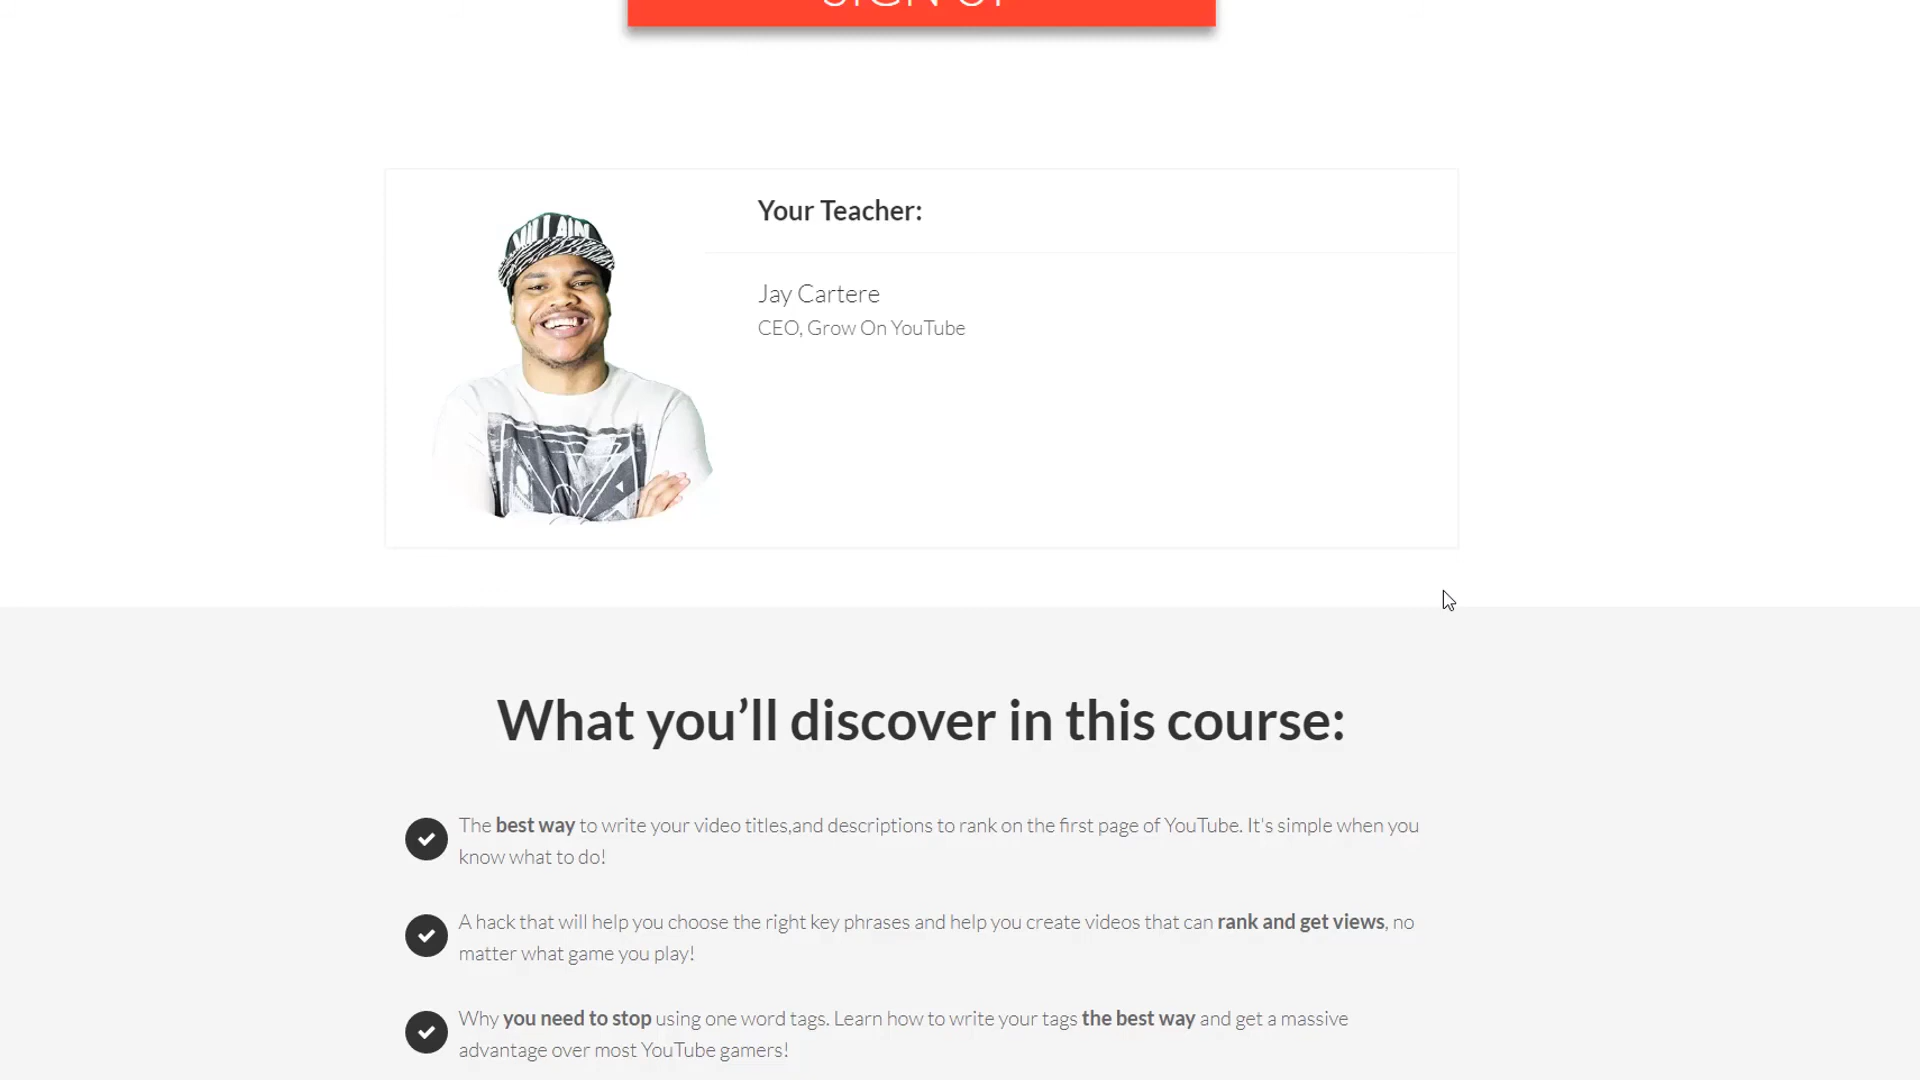 SIGN UP
Your Teacher:
Jay Cartere
CEO, Grow On YouTube
What you’ll discover in this course:
The best way to write your video titles,and descriptions to rank on the first page of YouTube. It's simple when you
know what to do!
A hack that will help you choose the right key phrases and help you create videos that can rank and get views, no
matter what game you play!
Why you need to stop using one word tags. Learn how to write your tags the best way and get a massive
advantage over most YouTube gamers!